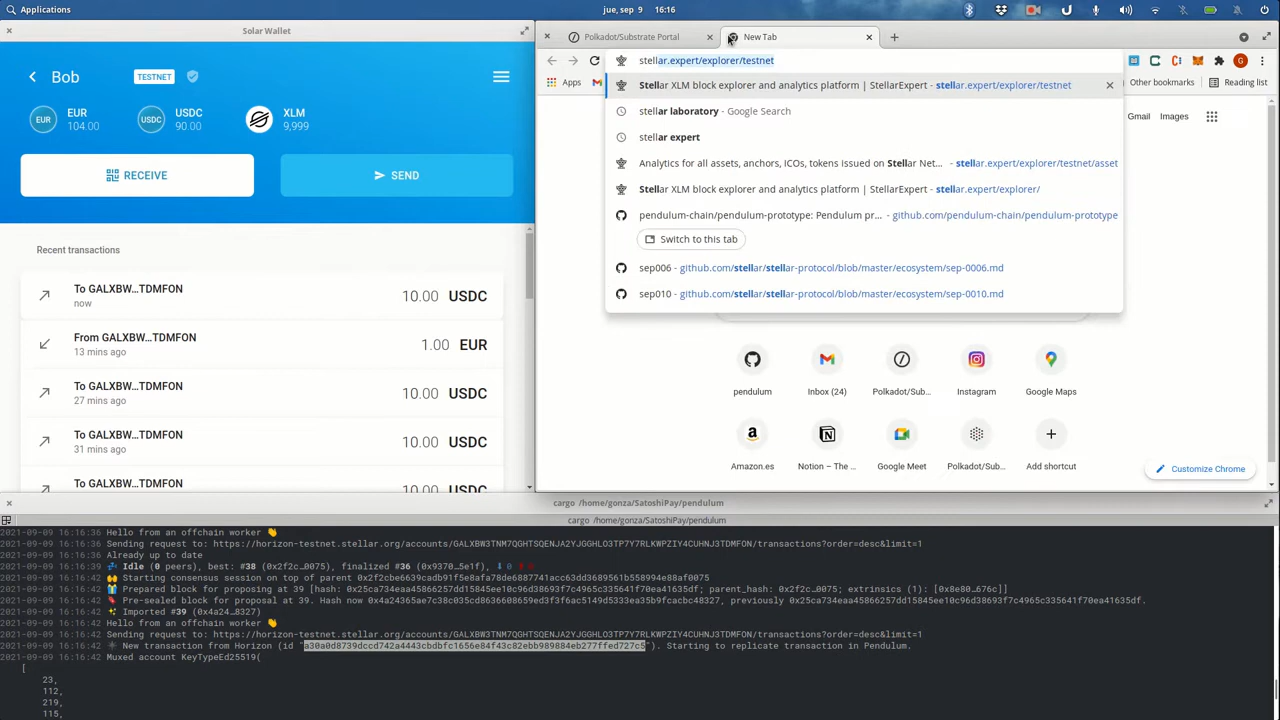 Applications
jue, sep 9 16:16
Solar Wallet
Bob
TESTNET
EUR
104.00
USDC
USDC
90.00
XLM
9,999
EUR
RECEIVE
SEND
Recent transactions
To GALXBW...TDMFON
now
10.00 USDC
From GALXBW...TDMFON
13 mins ago
1.00 EUR
To GALXBW...TDMFON
27 mins ago
10.00 USDC
To GALXBW...TDMFON
31 mins ago
10.00 USDC
To GALXBW...TDMFON
10.00 USDC
Polkadot/Substrate Portal
New Tab
stellar.expert/explorer/testnet
Stellar XLM block explorer and analytics platform | StellarExpert - stellar.expert/explorer/testnet
stellar laboratory - Google Search
stellar expert
Analytics for all assets, anchors, ICOs, tokens issued on Stellar Net... - stellar.expert/explorer/testnet/asset
Stellar XLM block explorer and analytics platform | StellarExpert - stellar.expert/explorer/
pendulum-chain/pendulum-prototype: Pendulum pr... - github.com/pendulum-chain/pendulum-prototype
Switch to this tab
sep006 - github.com/stellar/stellar-protocol/blob/master/ecosystem/sep-0006.md
sep010 - github.com/stellar/stellar-protocol/blob/master/ecosystem/sep-0010.md
Apps
Other bookmarks
Reading list
Gmail Images
G
pendulum
Inbox (24)
Polkadot/Sub...
Instagram
Google Maps
Amazon.es
Notion – The ...
Google Meet
Polkadot/Sub...
Add shortcut
Customize Chrome
cargo /home/gonza/SatoshiPay/pendulum
cargo /home/gonza/SatoshiPay/pendulum
2021-09-09 16:16:36 Hello from an offchain worker 👋
2021-09-09 16:16:36 Sending request to: https://horizon-testnet.stellar.org/accounts/GALXBW3TNM7QGHTSQENJA2YJGGHLO3TP7Y7RLKWPZIY4CUHNJ3TDMFON/transactions?order=desc&limit=1
2021-09-09 16:16:36 Already up to date
2021-09-09 16:16:39 💤 Idle (0 peers), best: #38 (0x2f2c…0075), finalized #36 (0x9370…5e1f), ⬇ 0 ⬆ 0
2021-09-09 16:16:42 🙌 Starting consensus session on top of parent 0x2f2cbe6639cadb91f5e8afa78de6887741acc63dd3689561b558994e88af0075
2021-09-09 16:16:42 🎁 Prepared block for proposing at 39 [hash: 0x25ca734eaa45866257dd15845ee10c96d38693f7c4965c335641f70ea41635df; parent_hash: 0x2f2c…0075; extrinsics (1): [0x8e80…676c]]
2021-09-09 16:16:42 🔖 Pre-sealed block for proposal at 39. Hash now 0x4a24365ae7c38c035cd8636608659ed3f3f6ac5149d5333ea35b9fcacbc48327, previously 0x25ca734eaa45866257dd15845ee10c96d38693f7c4965c335641f70ea41635df.
2021-09-09 16:16:42 ✨ Imported #39 (0x4a24…8327)
2021-09-09 16:16:42 Hello from an offchain worker 👋
2021-09-09 16:16:42 Sending request to: https://horizon-testnet.stellar.org/accounts/GALXBW3TNM7QGHTSQENJA2YJGGHLO3TP7Y7RLKWPZIY4CUHNJ3TDMFON/transactions?order=desc&limit=1
2021-09-09 16:16:42 New transaction from Horizon (id "a30a0d8739dccd742a4443cbdbfc1656e84f43c82ebb989884eb277ffed727c5"). Starting to replicate transaction in Pendulum.
2021-09-09 16:16:42 Muxed account KeyTypeEd25519(
[
23,
112,
219,
115,